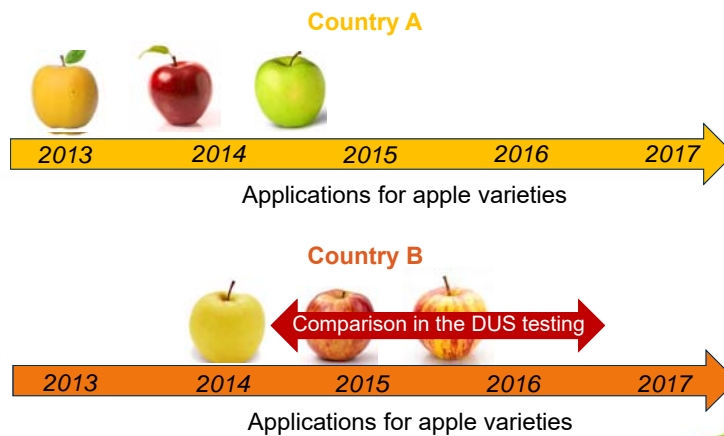 Country A
2013 2014 2015 2016 2017
Applications for apple varieties
Country B
Comparison in the DUS testing
2013 2014 2015 2016 2017
Applications for apple varieties